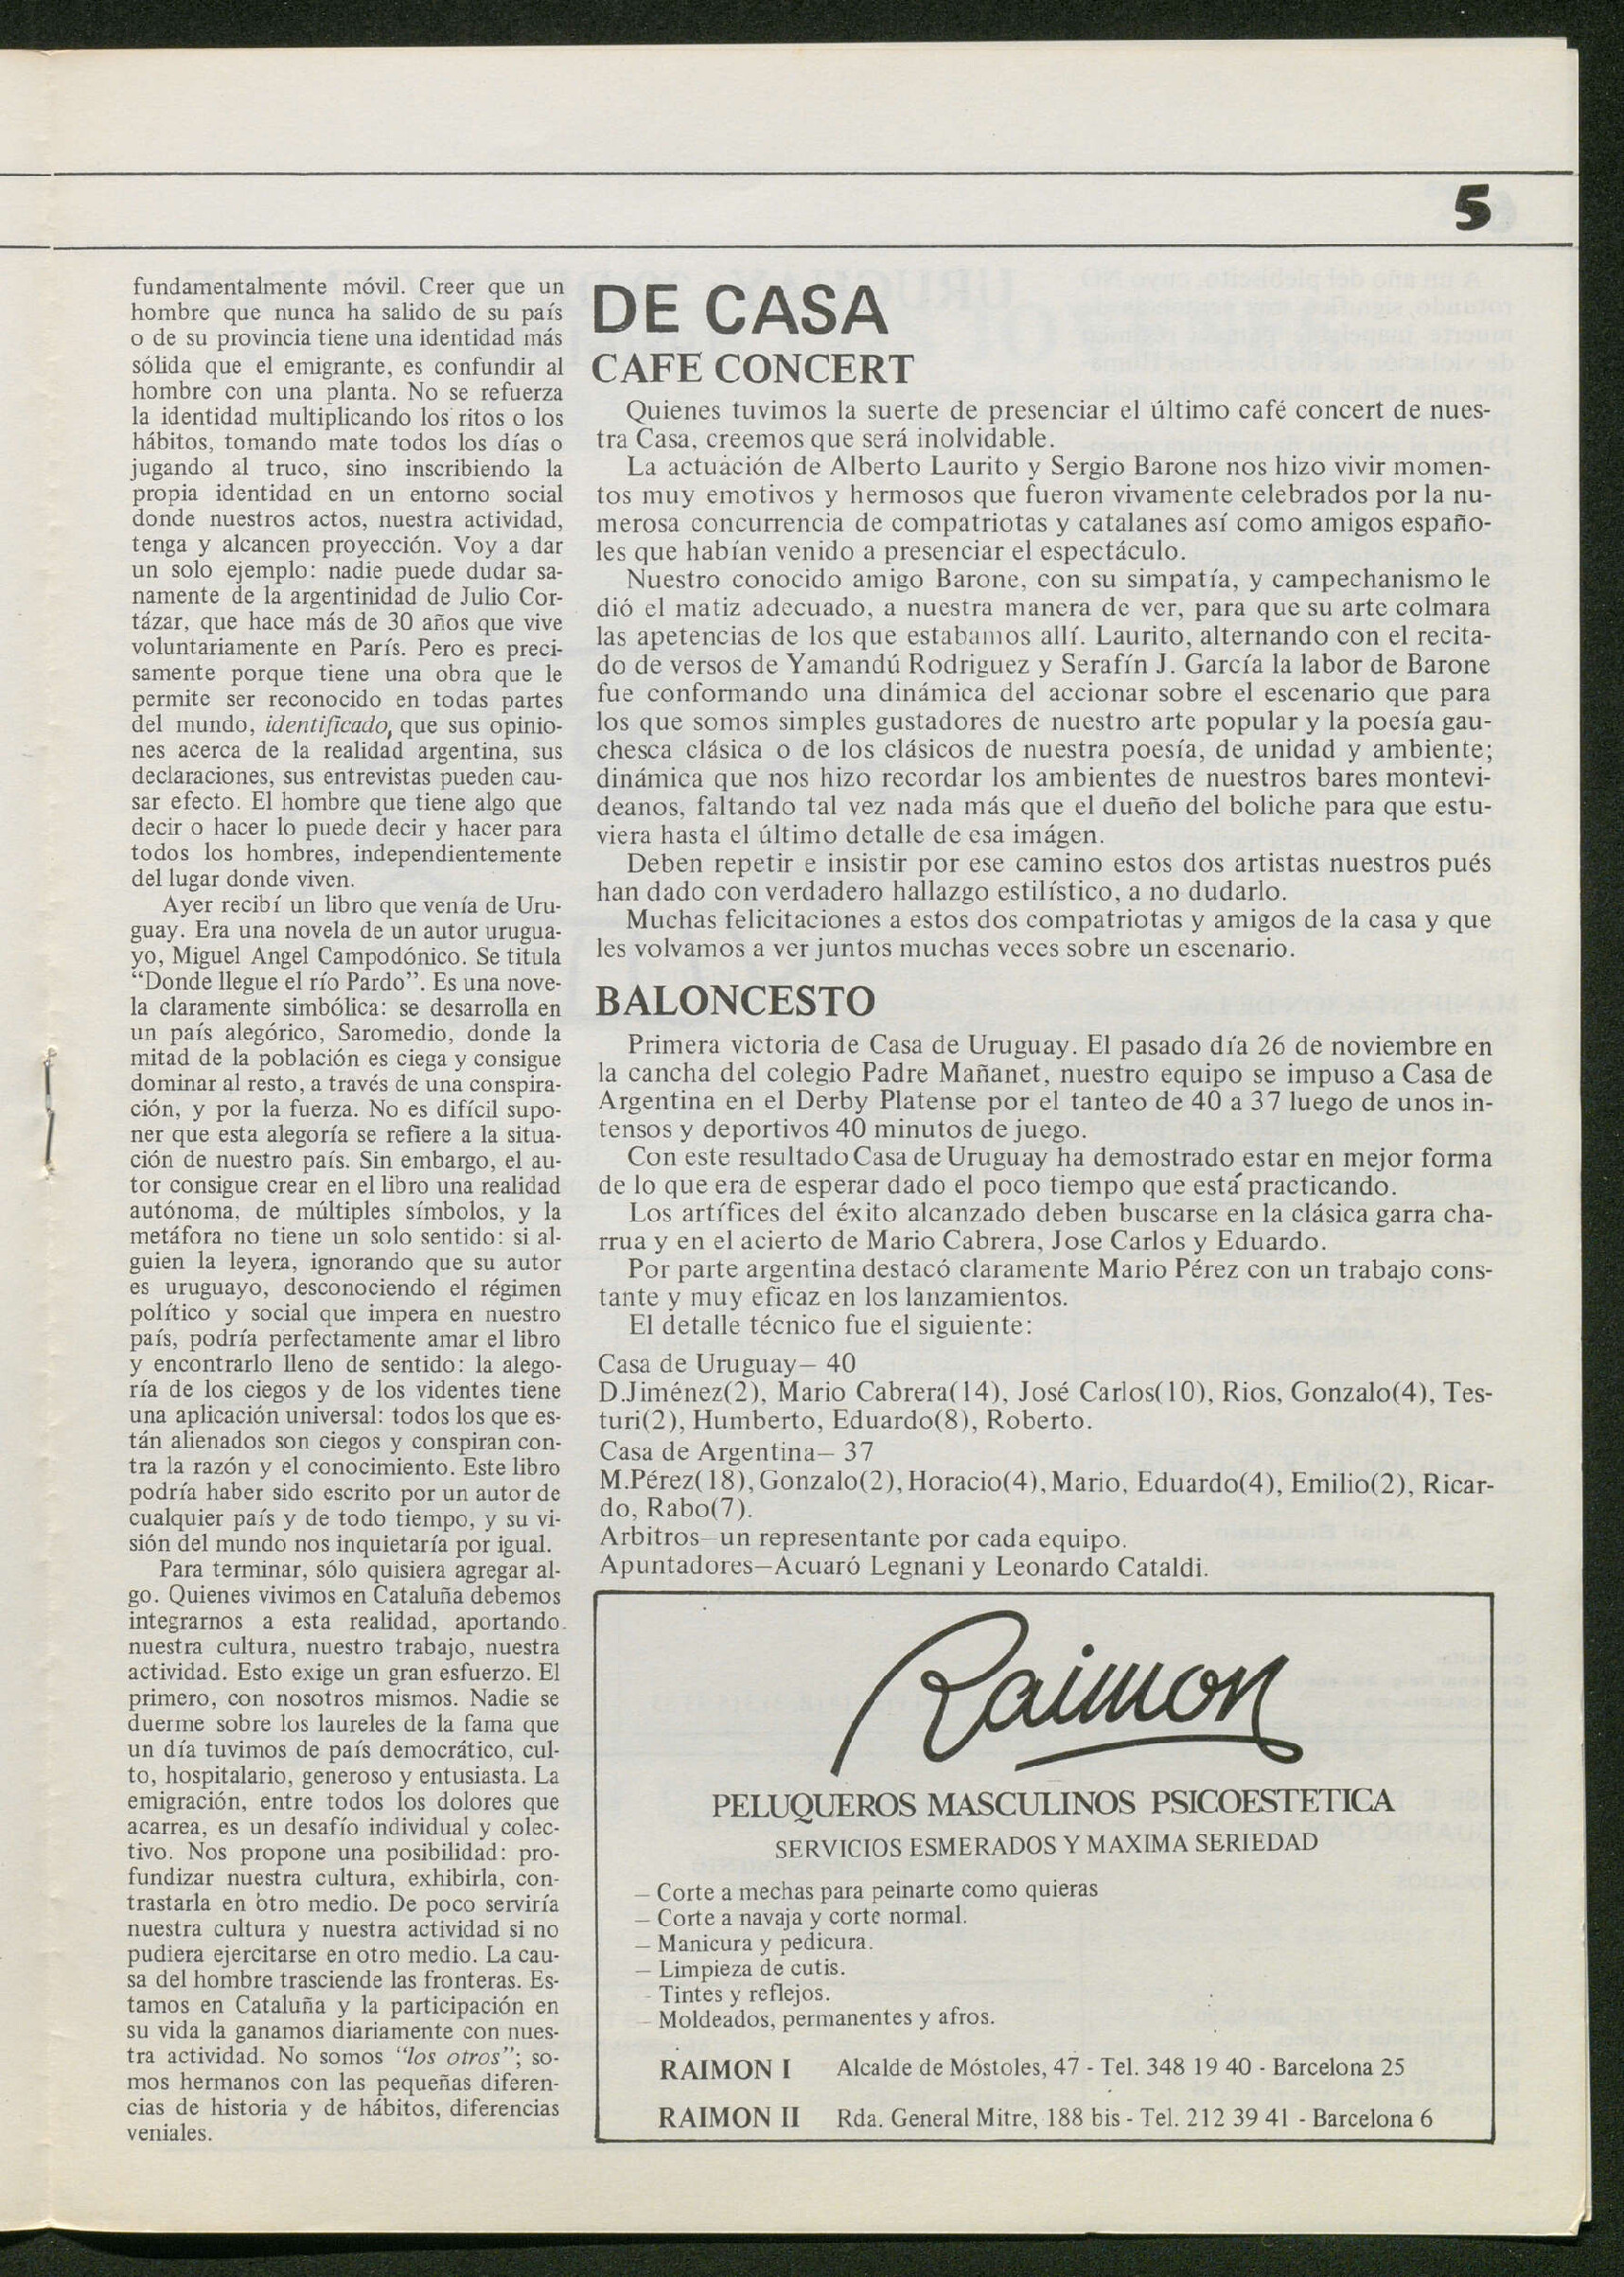 5
fundamentalmente móvil. Creer que un
hombre que nunca ha salido de su país
o de su provincia tiene una identidad más
sólida que el emigrante, es confundir al
hombre con una planta. No se refuerza
la identidad multiplicando los ritos o los
hábitos, tomando mate todos los días o
jugando al truco, sino inscribiendo la
propia identidad en un entorno social
donde nuestros actos, nuestra actividad,
tenga y alcancen proyección. Voy a dar
un solo ejemplo: nadie puede dudar sa-
namente de la argentinidad de Julio Cor-
tázar, que hace más de 30 años que vive
voluntariamente en París. Pero es preci-
samente porque tiene una obra que le
permite ser reconocido en todas partes
del mundo, identificado, que sus opinio-
nes acerca de la realidad argentina, sus
declaraciones, sus entrevistas pueden cau-
sar efecto. El hombre que tiene algo que
decir o hacer lo puede decir y hacer para
todos los hombres, independientemente
del lugar donde viven.
Ayer recibí un libro que venía de Uru-
guay. Era una novela de un autor urugua-
yo, Miguel Angel Campodónico. Se titula
“Donde llegue el río Pardo”. Es una nove-
la claramente simbólica: se desarrolla en
un país alegórico, Saromedio, donde la
mitad de la población es ciega y consigue
dominar al resto, a través de una conspira-
ción, y por la fuerza. No es difícil supo-
ner que esta alegoría se refiere a la situa-
ción de nuestro país. Sin embargo, el au-
tor consigue crear en el libro una realidad
autónoma, de múltiples símbolos, y la
metáfora no tiene un solo sentido: si al-
guien la leyera, ignorando que su autor
es uruguayo, desconociendo el régimen
político y social que impera en nuestro
país, podría perfectamente amar el libro
y encontrarlo lleno de sentido: la alego-
ría de los ciegos y de los videntes tiene
una aplicación universal: todos los que es-
tán alienados son ciegos y conspiran con-
tra la razón y el conocimiento. Este libro
podría haber sido escrito por un autor de
cualquier país y de todo tiempo, y su vi-
sión del mundo nos inquietaría por igual.
Para terminar, sólo quisiera agregar al-
go. Quienes vivimos en Cataluña debemos
integrarnos a esta realidad, aportando
nuestra cultura, nuestro trabajo, nuestra
actividad. Esto exige un gran esfuerzo. El
primero, con nosotros mismos. Nadie se
duerme sobre los laureles de la fama que
un día tuvimos de país democrático, cul-
to, hospitalario, generoso y entusiasta. La
emigración, entre todos los dolores que
acarrea, es un desafío individual y colec-
tivo. Nos propone una posibilidad: pro-
fundizar nuestra cultura, exhibirla, con-
trastarla en otro medio. De poco serviría
nuestra cultura y nuestra actividad si no
pudiera ejercitarse en otro medio. La cau-
sa del hombre trasciende las fronteras. Es-
tamos en Cataluña y la participación en
su vida la ganamos diariamente con nues-
tra actividad. No somos “los otros”; so-
mos hermanos con las pequeñas diferen-
cias de historia y de hábitos, diferencias
veniales.
DE CASA
CAFE CONCERT
Quienes tuvimos la suerte de presenciar el último café concert de nues-
tra Casa, creemos que será inolvidable.
La actuación de Alberto Laurito y Sergio Barone nos hizo vivir momen-
tos muy emotivos y hermosos que fueron vivamente celebrados por la nu-
merosa concurrencia de compatriotas y catalanes así como amigos españo-
les que habían venido a presenciar el espectáculo.
Nuestro conocido amigo Barone, con su simpatía, y campechanismo le
dió el matiz adecuado, a nuestra manera de ver, para que su arte colmara
las apetencias de los que estabamos allí. Laurito, alternando con el recita-
do de versos de Yamandú Rodriguez y Serafín J. García la labor de Barone
fue conformando una dinámica del accionar sobre el escenario que para
los que somos simples gustadores de nuestro arte popular y la poesía gau-
chesca clásica o de los clásicos de nuestra poesía, de unidad y ambiente;
dinámica que nos hizo recordar los ambientes de nuestros bares montevi-
deanos, faltando tal vez nada más que el dueño del boliche para que estu-
viera hasta el último detalle de esa imágen.
Deben repetir e insistir por ese camino estos dos artistas nuestros pués
han dado con verdadero hallazgo estilístico, a no dudarlo.
Muchas felicitaciones a estos dos compatriotas y amigos de la casa y que
les volvamos a ver juntos muchas veces sobre un escenario.
BALONCESTO
Primera victoria de Casa de Uruguay. El pasado día 26 de noviembre en
la cancha del colegio Padre Mañanet, nuestro equipo se impuso a Casa de
Argentina en el Derby Platense por el tanteo de 40 a 37 luego de unos in-
tensos y deportivos 40 minutos de juego.
Con este resultado Casa de Uruguay ha demostrado estar en mejor forma
de lo que era de esperar dado el poco tiempo que está practicando.
Los artífices del éxito alcanzado deben buscarse en la clásica garra cha-
rrua y en el acierto de Mario Cabrera, Jose Carlos y Eduardo.
Por parte argentina destacó claramente Mario Pérez con un trabajo cons-
tante y muy eficaz en los lanzamientos.
El detalle técnico fue el siguiente:
Casa de Uruguay— 40
D.Jiménez(2), Mario Cabrera(14), José Carlos(10), Rios, Gonzalo(4), Tes-
turi(2), Humberto, Eduardo(8), Roberto.
Casa de Argentina— 37
M.Pérez(18), Gonzalo(2), Horacio(4), Mario, Eduardo(4), Emilio(2), Ricar-
do, Rabo(7).
Arbitros—un representante por cada equipo.
Apuntadores—Acuaró Legnani y Leonardo Cataldi.
Raimon
PELUQUEROS MASCULINOS PSICOESTETICA
SERVICIOS ESMERADOS Y MAXIMA SERIEDAD
— Corte a mechas para peinarte como quieras
— Corte a navaja y corte normal.
— Manicura y pedicura.
— Limpieza de cutis.
- Tintes y reflejos.
— Moldeados, permanentes y afros.
RAIMON I Alcalde de Móstoles, 47 - Tel. 348 19 40 - Barcelona 25
RAIMON II Rda. General Mitre, 188 bis - Tel. 212 39 41 - Barcelona 6